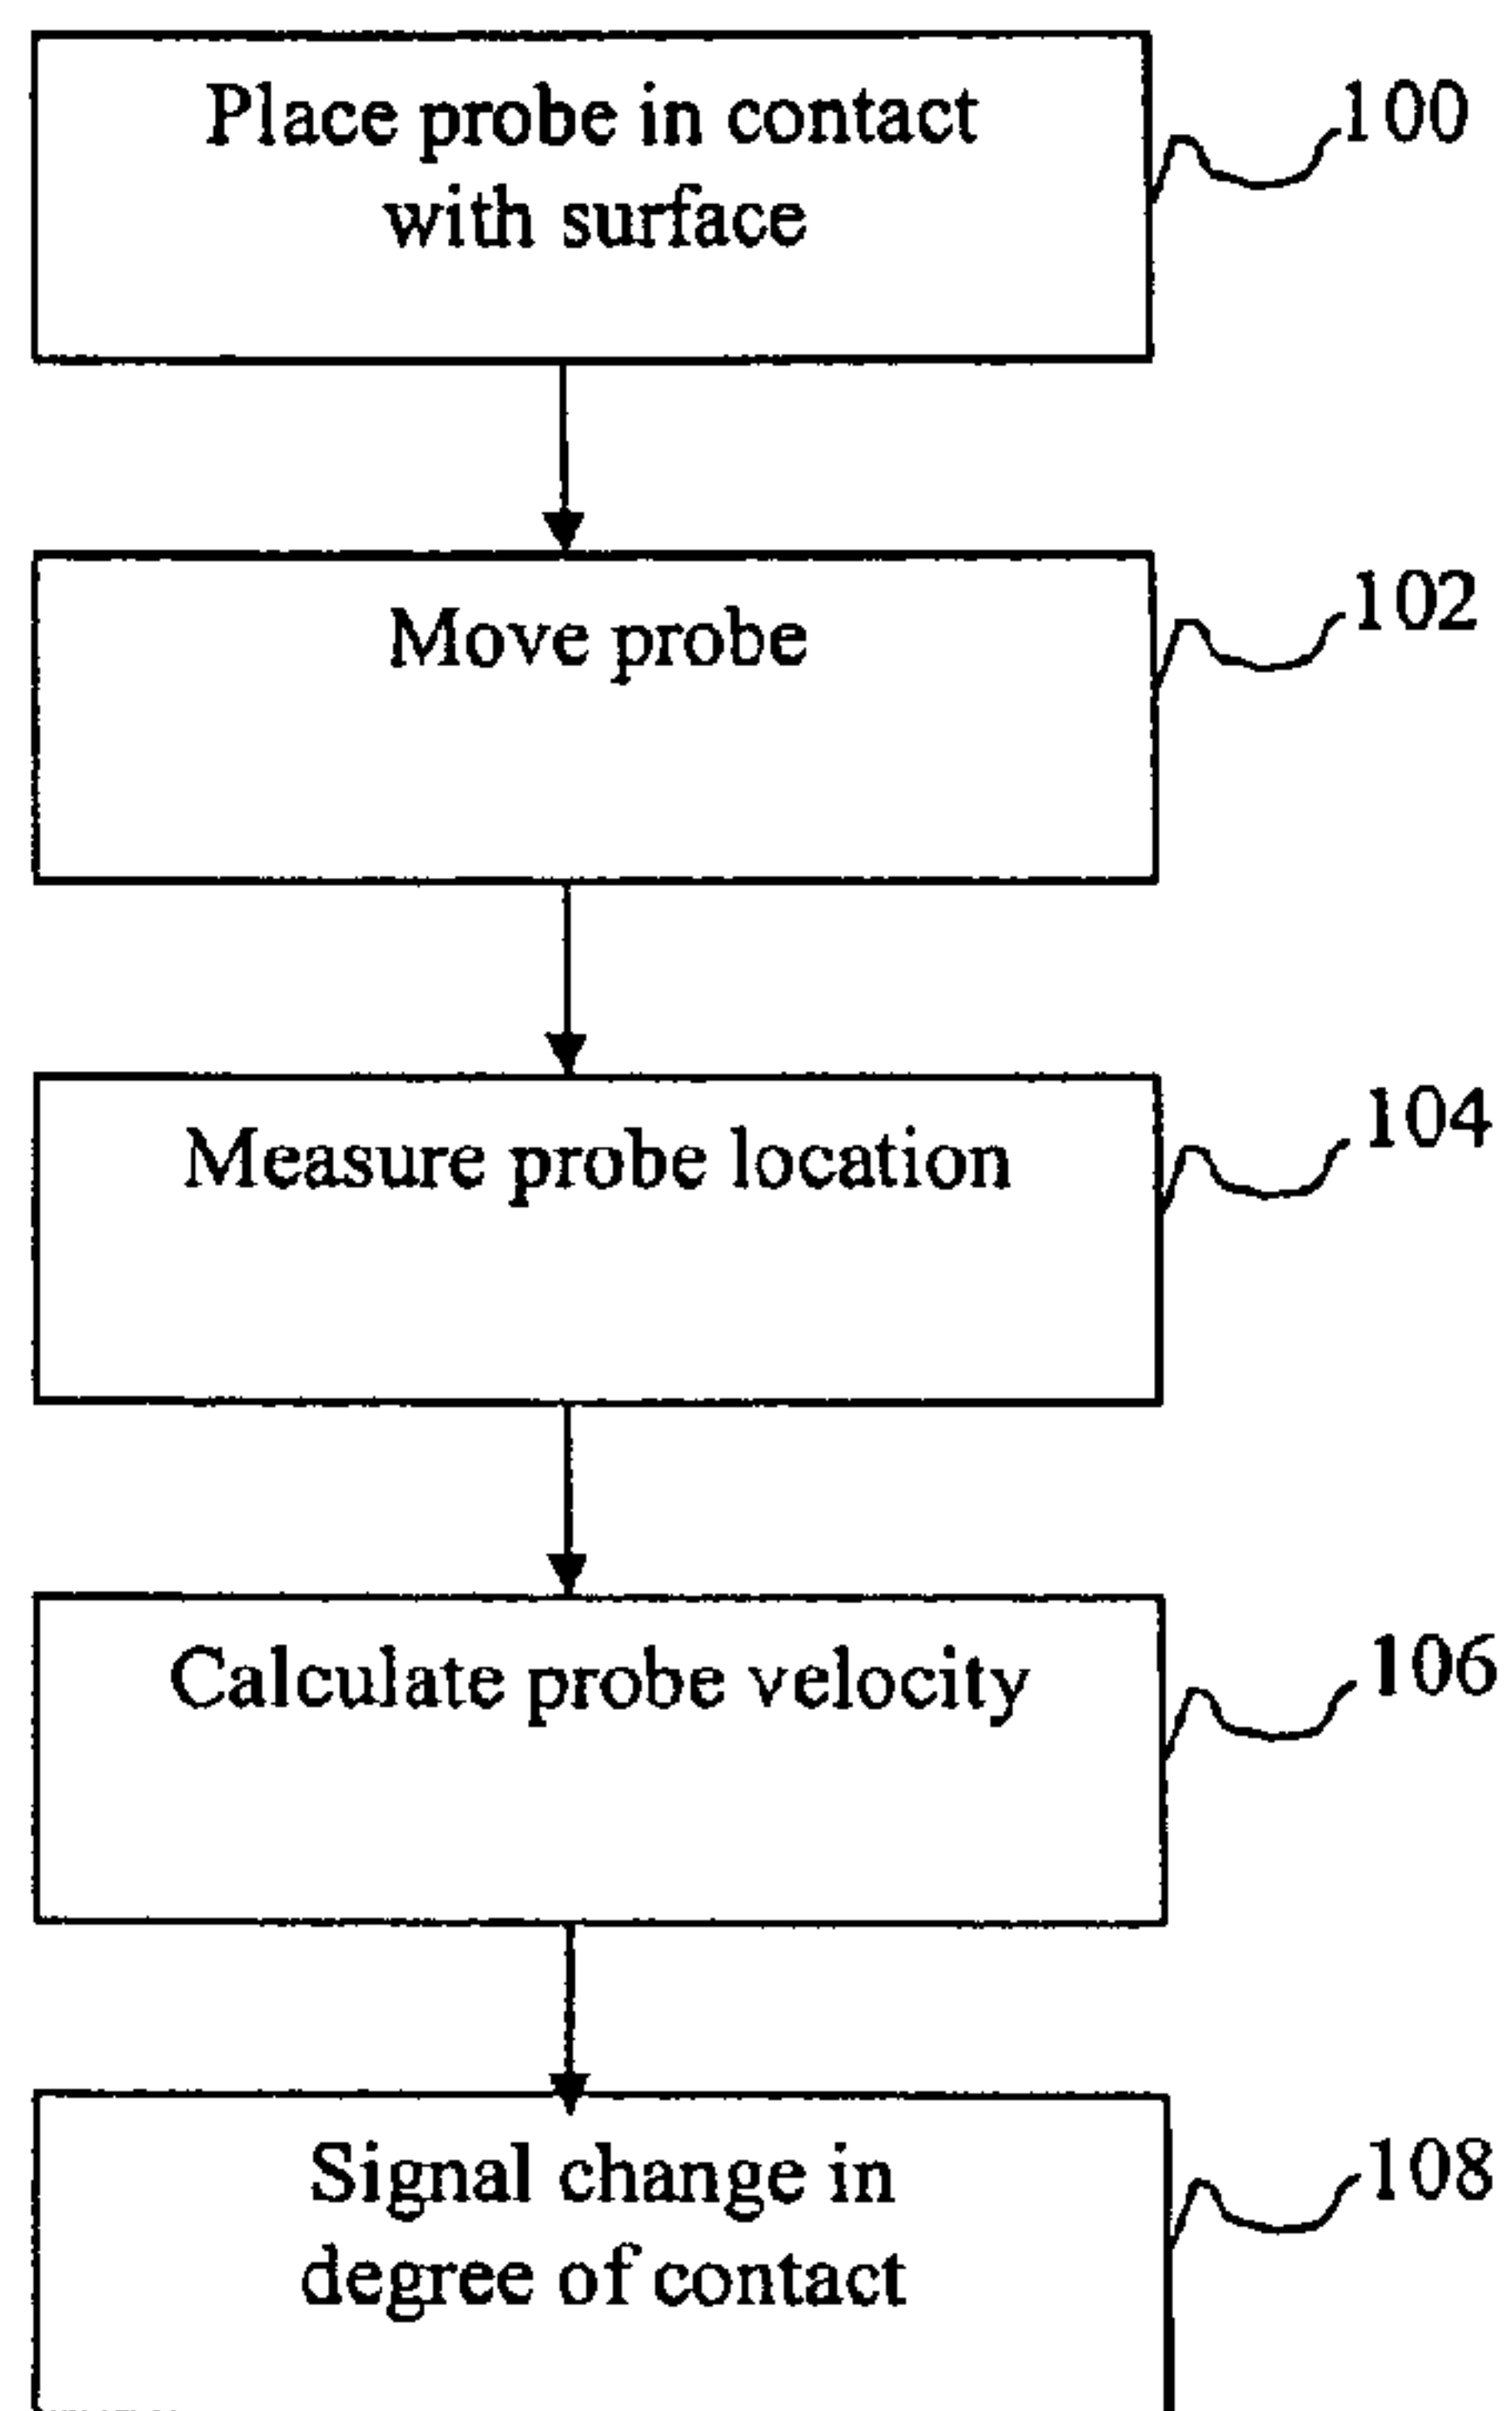 Place probe in contact
with surface
100
Move probe
102
Measure probe location
104
Calculate probe velocity
106
Signal change in
degree of contact
108